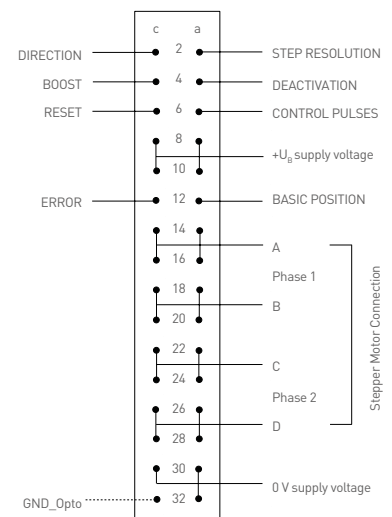 c a
DIRECTION 2 STEP RESOLUTION
BOOST 4 DEACTIVATION
RESET 6 CONTROL PULSES
8
+UB supply voltage
10
ERROR 12 BASIC POSITION
14
A
16
Phase 1
18
B
20
22
C
24
Phase 2
26
D
28
30
0 V supply voltage
GND_Opto 32
Stepper Motor Connection